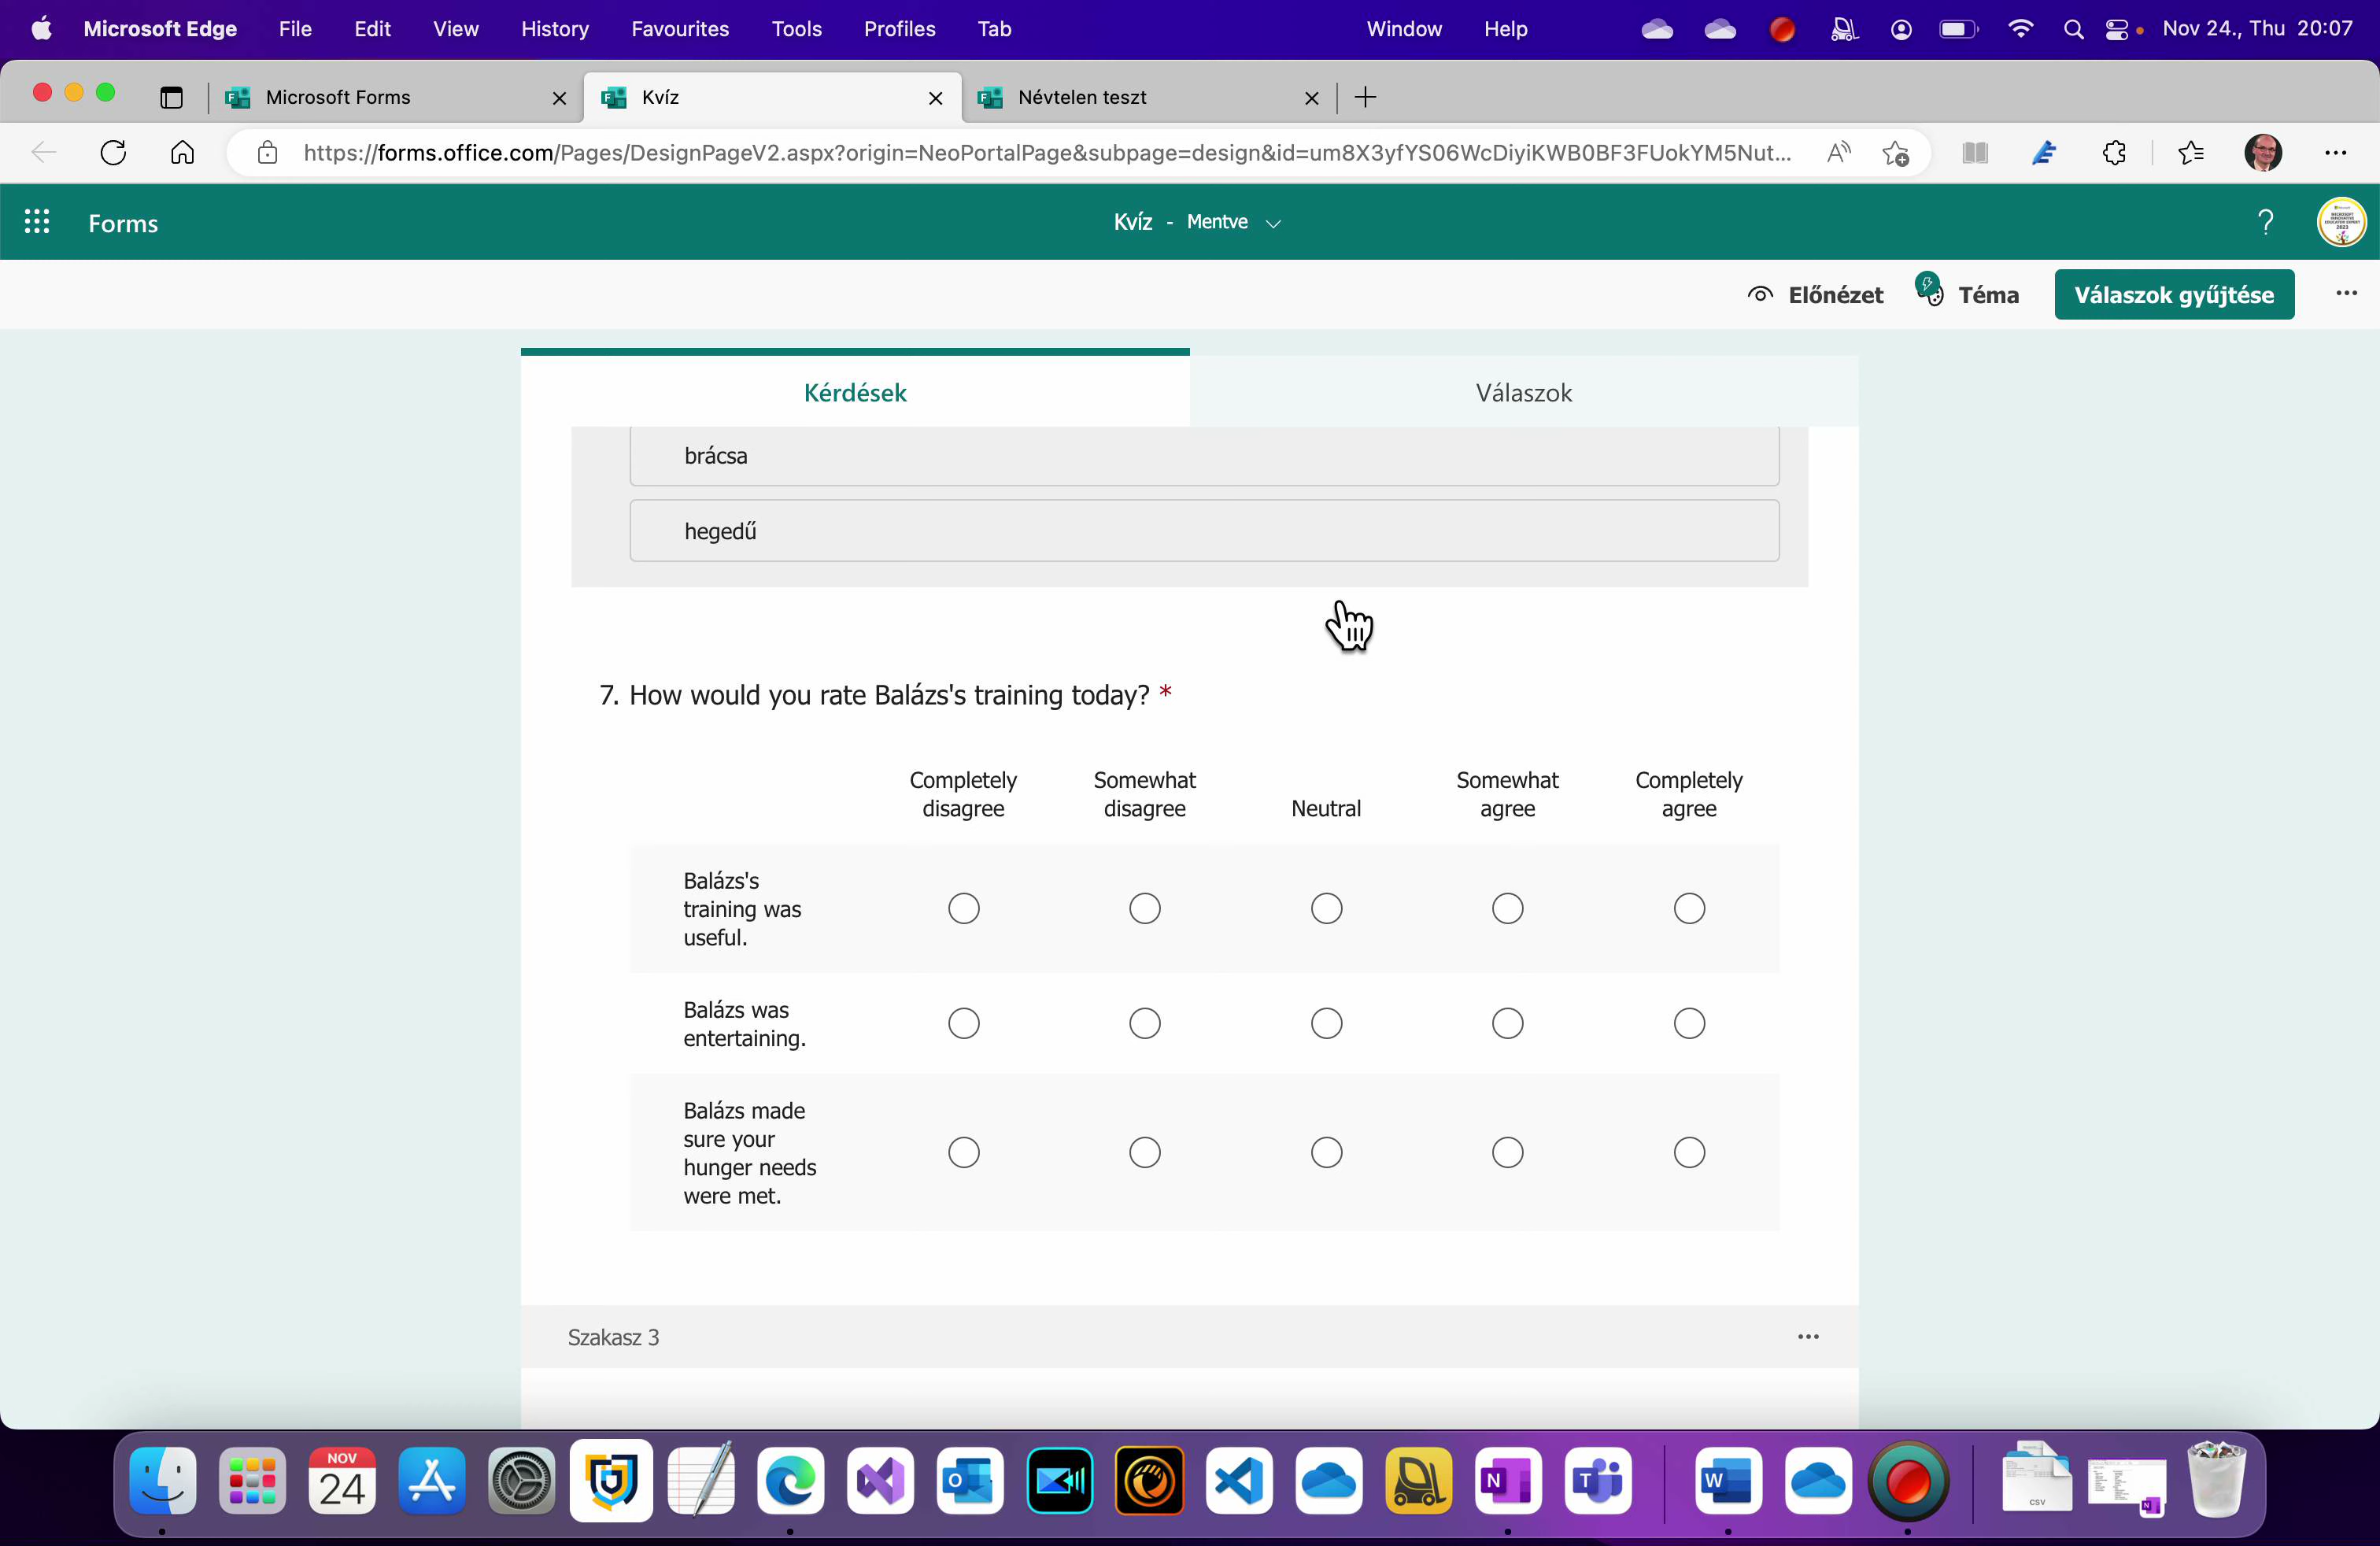 Microsoft Edge File Edit View History Favourites Tools Profiles Tab Window Help Nov 24., Thu 20:07
Microsoft Forms Kvíz Névtelen teszt
https://forms.office.com/Pages/DesignPageV2.aspx?origin=NeoPortalPage&subpage=design&id=um8X3yfYS06WcDiyiKWB0BF3FUokYM5Nut...
Forms Kvíz - Mentve ?
Előnézet Téma Válaszok gyűjtése
Kérdések Válaszok
brácsa
hegedű
7. How would you rate Balázs's training today? *
Completely disagree Somewhat disagree Neutral Somewhat agree Completely agree
Balázs's
training was
useful.
Balázs was
entertaining.
Balázs made
sure your
hunger needs
were met.
Szakasz 3
NOV
24
CSV